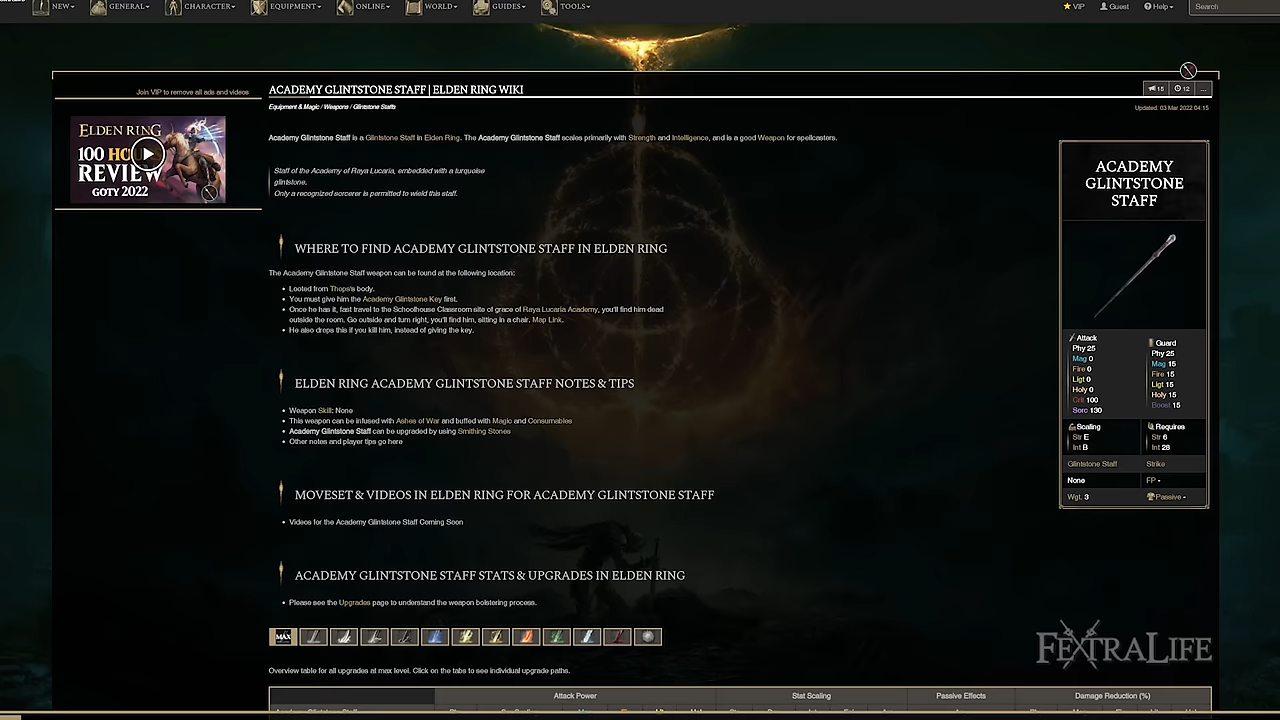 NEW
GENERAL
CHARACTER
EQUIPMENT
ONLINE
WORLD
GUIDES
TOOLS
VIP
Guest
Help
Search
Join VIP to remove all ads and videos
ELDEN RING
100 HO
REVIEW
GOTY 2022
ACADEMY GLINTSTONE STAFF | ELDEN RING WIKI
15
12
...
Equipment & Magic / Weapons / Glintstone Staffs
Updated: 03 Mar 2022 04:15
Academy Glintstone Staff is a Glintstone Staff in Elden Ring. The Academy Glintstone Staff scales primarily with Strength and Intelligence, and is a good Weapon for spellcasters.
Staff of the Academy of Raya Lucaria, embedded with a turquoise
glintstone.
Only a recognized sorcerer is permitted to wield this staff.
WHERE TO FIND ACADEMY GLINTSTONE STAFF IN ELDEN RING
The Academy Glintstone Staff weapon can be found at the following location:
• Looted from Thops's body.
• You must give him the Academy Glintstone Key first.
• Once he has it, fast travel to the Schoolhouse Classroom site of grace of Raya Lucaria Academy, you'll find him dead
outside the room. Go outside and turn right, you'll find him, sitting in a chair. Map Link.
• He also drops this if you kill him, instead of giving the key.
ELDEN RING ACADEMY GLINTSTONE STAFF NOTES & TIPS
• Weapon Skill: None
• This weapon can be infused with Ashes of War and buffed with Magic and Consumables
• Academy Glintstone Staff can be upgraded by using Smithing Stones
• Other notes and player tips go here
MOVESET & VIDEOS IN ELDEN RING FOR ACADEMY GLINTSTONE STAFF
• Videos for the Academy Glintstone Staff Coming Soon
ACADEMY GLINTSTONE STAFF STATS & UPGRADES IN ELDEN RING
• Please see the Upgrades page to understand the weapon bolstering process.
MAX
Overview table for all upgrades at max level. Click on the tabs to see individual upgrade paths.
Attack Power Stat Scaling Passive Effects Damage Reduction (%)
ACADEMY
GLINTSTONE
STAFF
Attack
Phy 25
Mag 0
Fire 0
Ligt 0
Holy 0
Crit 100
Sorc 130
Guard
Phy 25
Mag 15
Fire 15
Ligt 15
Holy 15
Boost 15
Scaling
Str E
Int B
Requires
Str 6
Int 28
Glintstone Staff Strike
None FP -
Wgt. 3 Passive -
FEXTRALIFE